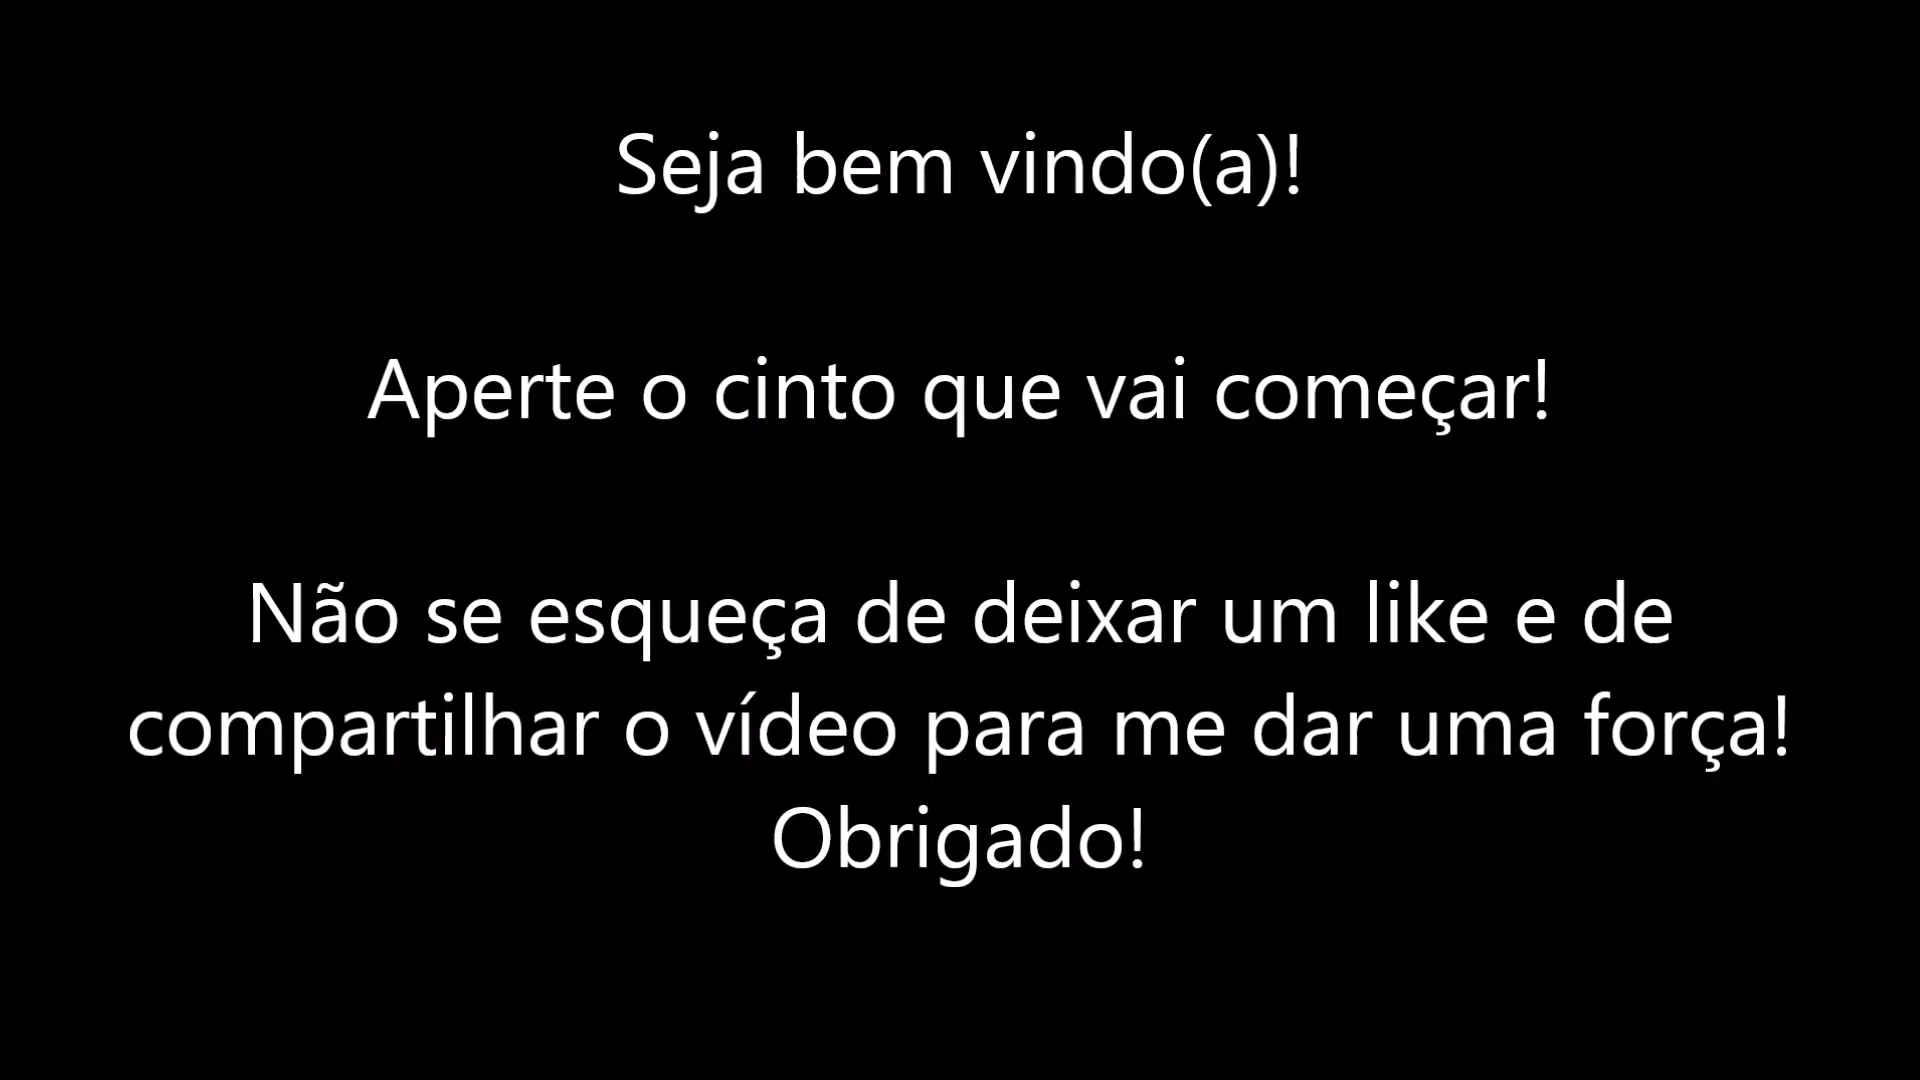 Seja bem vindo(a)!
Aperte o cinto que vai começar!
Não se esqueça de deixar um like e de
compartilhar o vídeo para me dar uma força!
Obrigado!